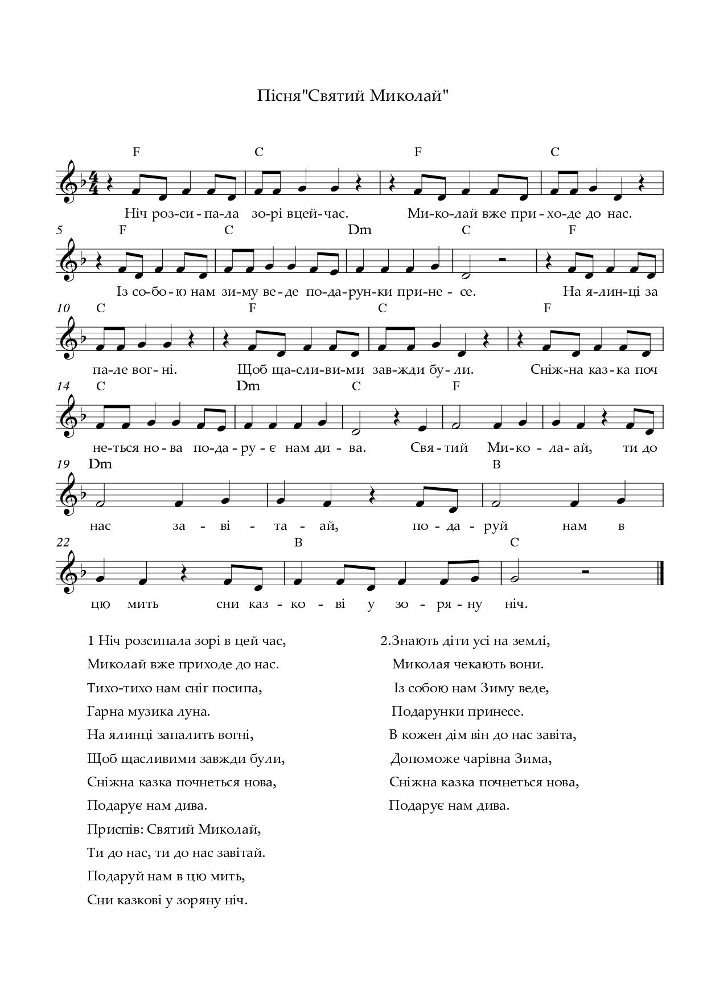 Пісня"Святий Миколай"
F C F C
Ніч роз-си-па-ла зо-рі вцей-час. Ми-ко-лай вже при-хо-де до нас.
5 F C Dm C F
Із со-бо-ю нам зи-му ве-де по-да-рун-ки при-не-се. На я-лин-ці за
10 C F C F
па-ле вог-ні. Щоб ща-сли-ви-ми зав-жди бу-ли. Сніж-на каз-ка поч
14 C Dm C F
не-ться но-ва по-да-ру-є нам ди-ва. Свя-тий Ми-ко-ла-ай, ти до
19 Dm B
нас за-ві-та-ай, по-да-руй нам в
22 B C
цю мить сни каз-ко-ві у зо-ря-ну ніч.
1 Ніч розсипала зорі в цей час,
Миколай вже приходе до нас.
Тихо-тихо нам сніг посипа,
Гарна музика луна.
На ялинці запалить вогні,
Щоб щасливими завжди були,
Сніжна казка почнеться нова,
Подарує нам дива.
Приспів: Святий Миколай,
Ти до нас, ти до нас завітай.
Подаруй нам в цю мить,
Сни казкові у зоряну ніч.
2.Знають діти усі на землі,
Миколая чекають вони.
Із собою нам Зиму веде,
Подарунки принесе.
В кожен дім він до нас завіта,
Допоможе чарівна Зима,
Сніжна казка почнеться нова,
Подарує нам дива.